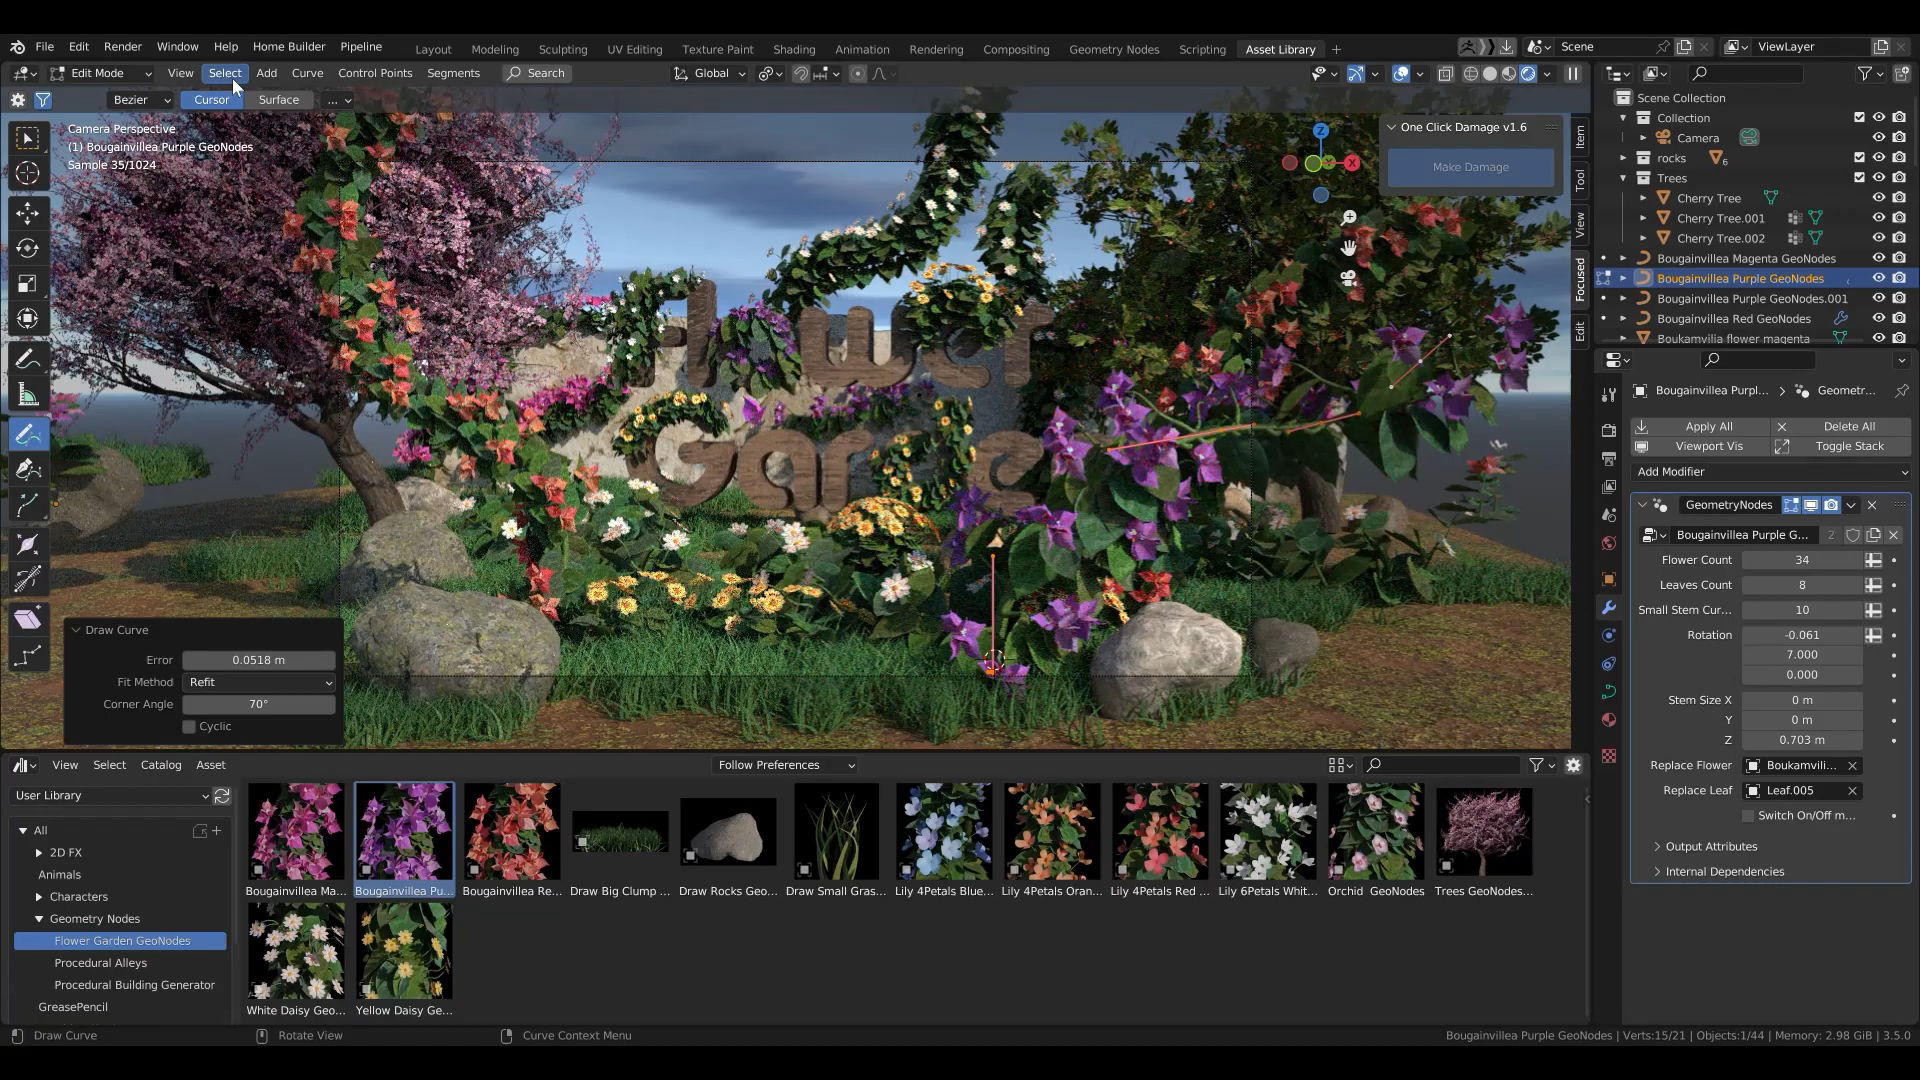 File Edit Render Window Help Home Builder Pipeline Layout Modeling Sculpting UV Editing Texture Paint Shading Animation Rendering Compositing Geometry Nodes Scripting Asset Library + Scene ViewLayer
Edit Mode View Select Add Curve Control Points Segments Search Global
Bezier Cursor Surface ...
Camera Perspective
(1) Bougainvillea Purple GeoNodes
Sample 35/1024
One Click Damage v1.6
Make Damage
Z
X
Item
Tool
View
Focused
Edit
Draw Curve
Error 0.0518 m
Fit Method Refit
Corner Angle 70°
Cyclic
Scene Collection
Collection
Camera
rocks 6
Trees
Cherry Tree
Cherry Tree.001
Cherry Tree.002
Bougainvillea Magenta GeoNodes
Bougainvillea Purple GeoNodes
Bougainvillea Purple GeoNodes.001
Bougainvillea Red GeoNodes
Boukamvilia flower magenta
Bougainvillea Purpl... > Geometr...
Apply All Delete All
Viewport Vis Toggle Stack
Add Modifier
GeometryNodes
Bougainvillea Purple G... 2
Flower Count 34
Leaves Count 8
Small Stem Cur... 10
Rotation -0.061
7.000
0.000
Stem Size X 0 m
Y 0 m
Z 0.703 m
Replace Flower Boukamvili...
Replace Leaf Leaf.005
Switch On/Off m...
Output Attributes
Internal Dependencies
View Select Catalog Asset Follow Preferences
User Library
All
2D FX
Animals
Characters
Geometry Nodes
Flower Garden GeoNodes
Procedural Alleys
Procedural Building Generator
GreasePencil
Bougainvillea Ma... Bougainvillea Pu... Bougainvillea Re... Draw Big Clump ... Draw Rocks Geo... Draw Small Gras... Lily 4Petals Blue... Lily 4Petals Oran... Lily 4Petals Red ... Lily 6Petals Whit... Orchid GeoNodes Trees GeoNodes...
White Daisy Geo... Yellow Daisy Ge...
Draw Curve Rotate View Curve Context Menu Bougainvillea Purple GeoNodes | Verts:15/21 | Objects:1/44 | Memory: 2.98 GiB | 3.5.0